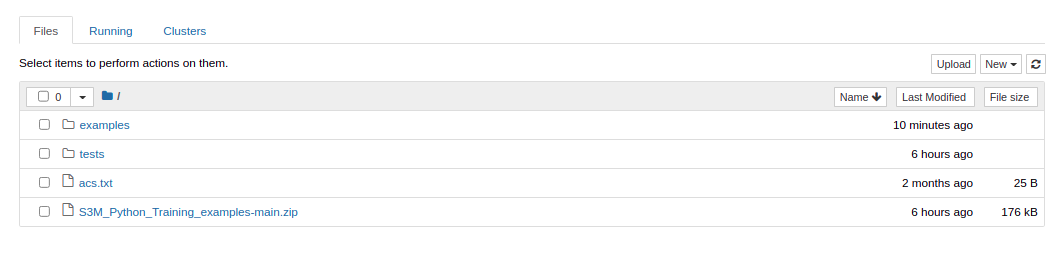 Files Running Clusters
Select items to perform actions on them. Upload New
0 / Name Last Modified File size
examples 10 minutes ago
tests 6 hours ago
acs.txt 2 months ago 25 B
S3M_Python_Training_examples-main.zip 6 hours ago 176 kB